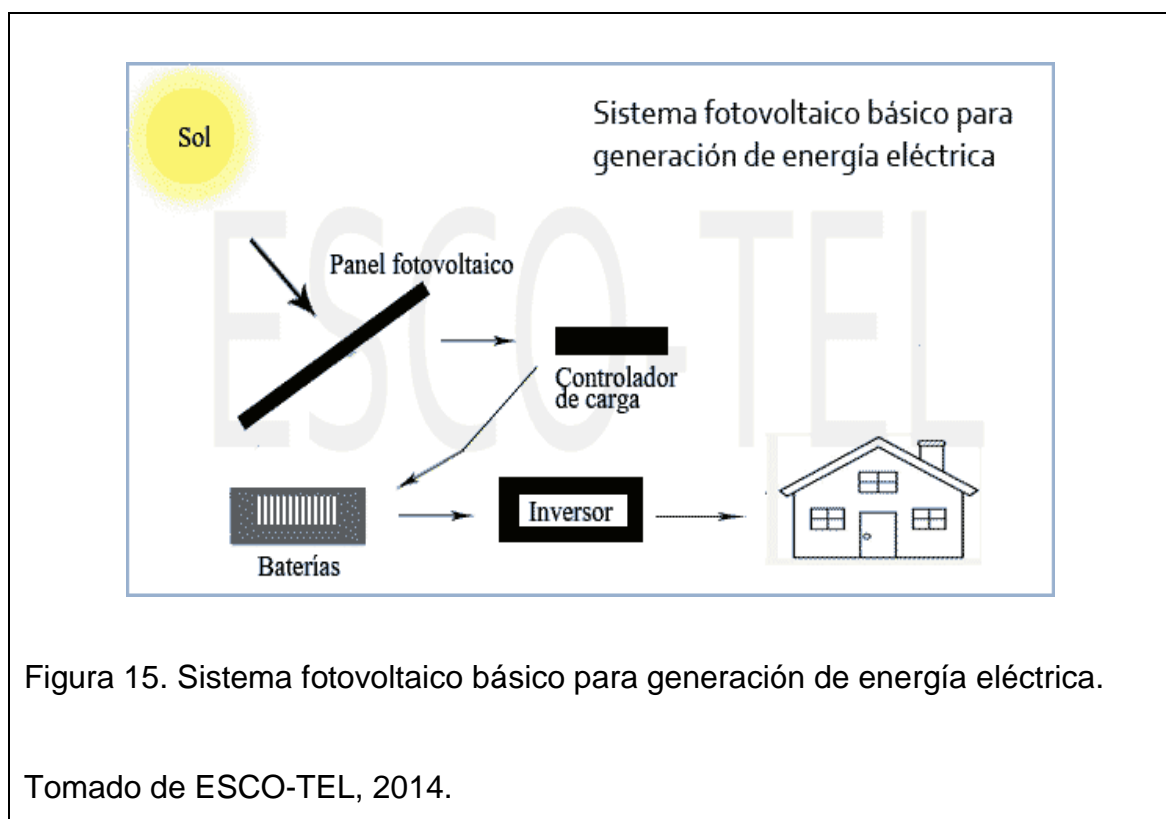 Sol
Sistema fotovoltaico básico para
generación de energía eléctrica
ESCO-TEL
Panel fotovoltaico
Controlador
de carga
Baterías
Inversor
Figura 15. Sistema fotovoltaico básico para generación de energía eléctrica.
Tomado de ESCO-TEL, 2014.